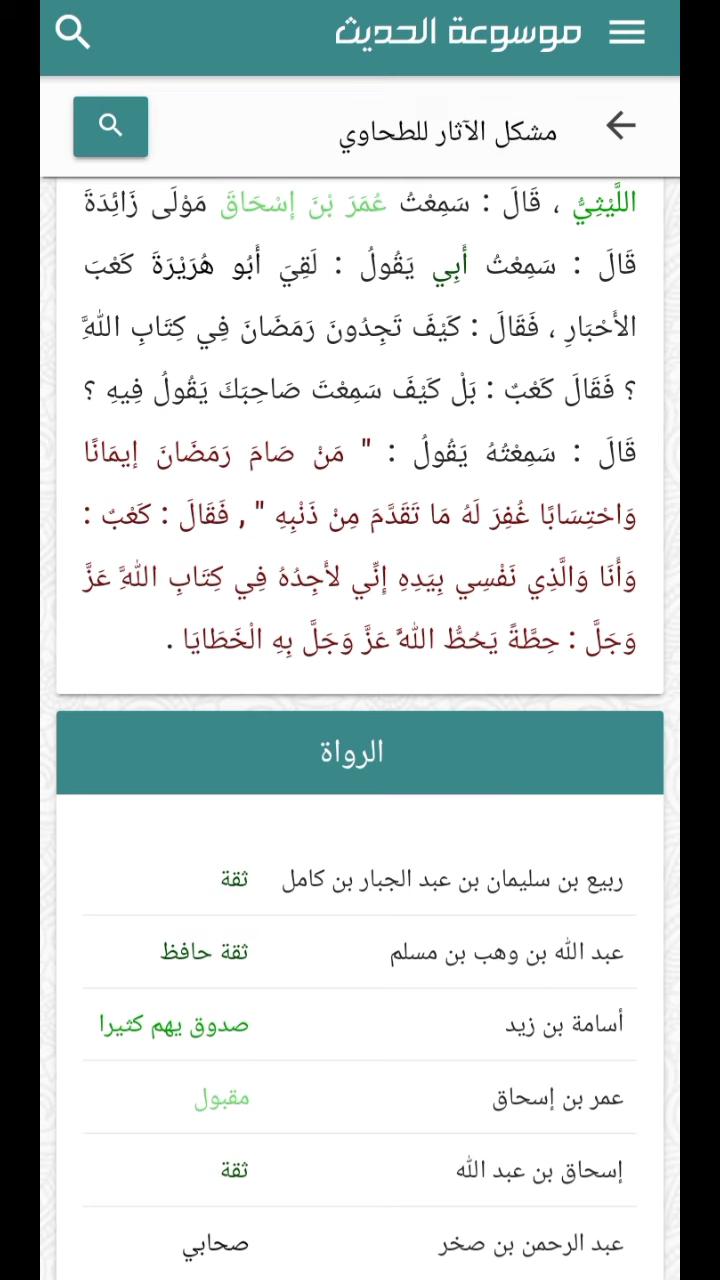 موسوعة الحديث
مشكل الآثار للطحاوي
اللَّيْثِيُّ ، قَالَ : سَمِعْتُ عُمَرَ بْنَ إِسْحَاقَ مَوْلَى زَائِدَةَ
قَالَ : سَمِعْتُ أَبِي يَقُولُ : لَقِيَ أَبُو هُرَيْرَةَ كَعْبَ
الأَحْبَارِ ، فَقَالَ : كَيْفَ تَجِدُونَ رَمَضَانَ فِي كِتَابِ اللَّهِ
؟ فَقَالَ كَعْبٌ : بَلْ كَيْفَ سَمِعْتَ صَاحِبَكَ يَقُولُ فِيهِ ؟
قَالَ : سَمِعْتُهُ يَقُولُ : " مَنْ صَامَ رَمَضَانَ إِيمَانًا
وَاحْتِسَابًا غُفِرَ لَهُ مَا تَقَدَّمَ مِنْ ذَنْبِهِ " , فَقَالَ : كَعْبٌ :
وَأَنَا وَالَّذِي نَفْسِي بِيَدِهِ إِنِّي لأَجِدُهُ فِي كِتَابِ اللَّهِ عَزَّ
وَجَلَّ : حِطَّةً يَحُطُّ اللَّهُ عَزَّ وَجَلَّ بِهِ الْخَطَايَا .
الرواة
ربيع بن سليمان بن عبد الجبار بن كامل ثقة
عبد الله بن وهب بن مسلم ثقة حافظ
أسامة بن زيد صدوق يهم كثيرا
عمر بن إسحاق مقبول
إسحاق بن عبد الله ثقة
عبد الرحمن بن صخر صحابي